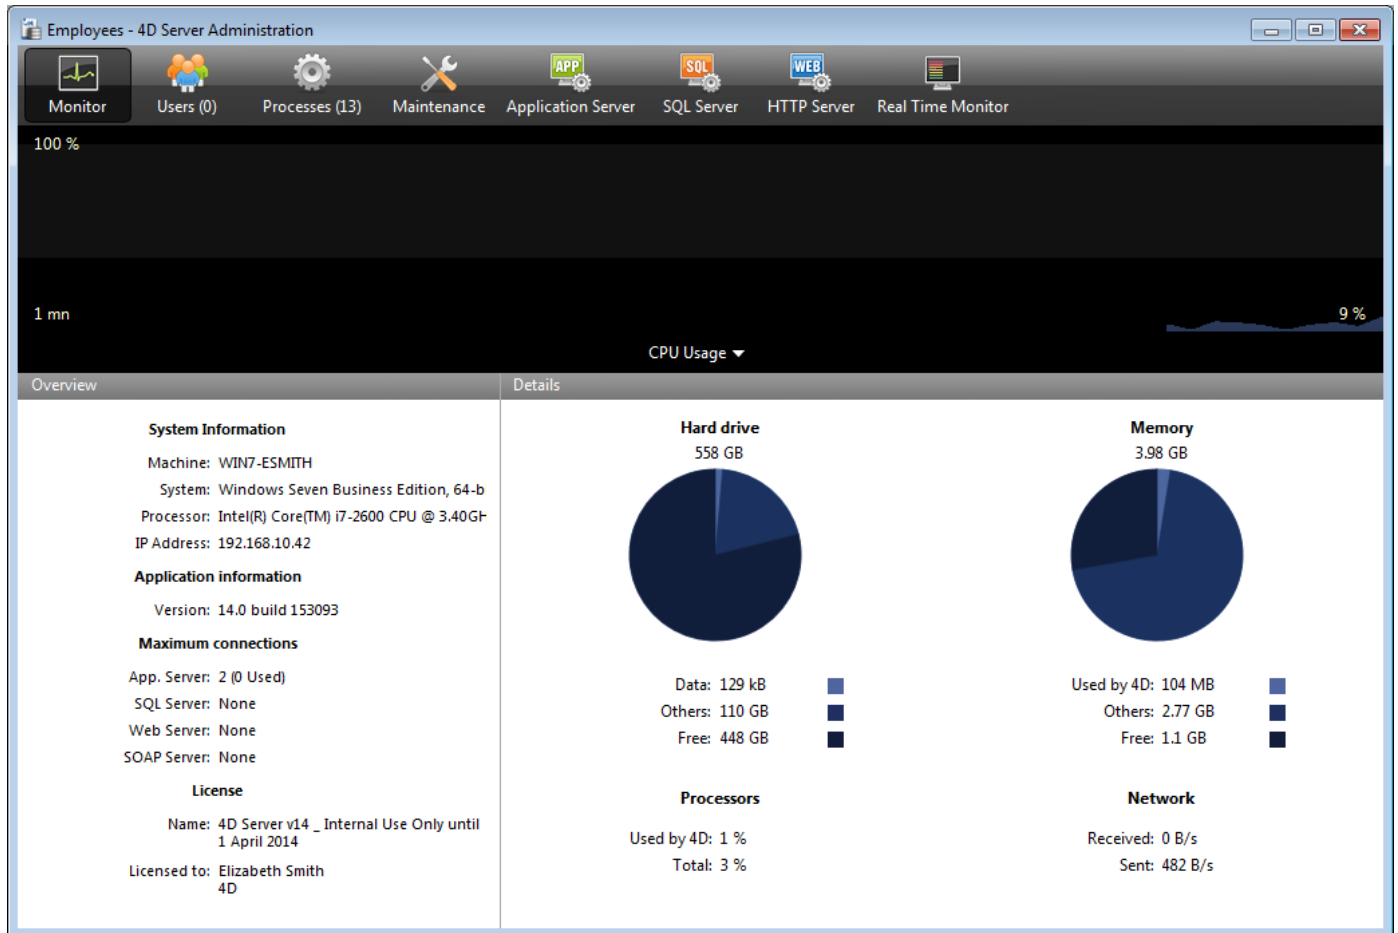 Employees - 4D Server Administration
Monitor
Users (0)
Processes (13)
Maintenance
APP
Application Server
SQL
SQL Server
WEB
HTTP Server
Real Time Monitor
100 %
1 mn
9 %
CPU Usage
Overview
Details
System Information
Machine: WIN7-ESMITH
System: Windows Seven Business Edition, 64-b
Processor: Intel(R) Core(TM) i7-2600 CPU @ 3.40GH
IP Address: 192.168.10.42
Application information
Version: 14.0 build 153093
Maximum connections
App. Server: 2 (0 Used)
SQL Server: None
Web Server: None
SOAP Server: None
License
Name: 4D Server v14 _ Internal Use Only until
1 April 2014
Licensed to: Elizabeth Smith
4D
Hard drive
558 GB
Data: 129 kB
Others: 110 GB
Free: 448 GB
Memory
3.98 GB
Used by 4D: 104 MB
Others: 2.77 GB
Free: 1.1 GB
Processors
Used by 4D: 1 %
Total: 3 %
Network
Received: 0 B/s
Sent: 482 B/s